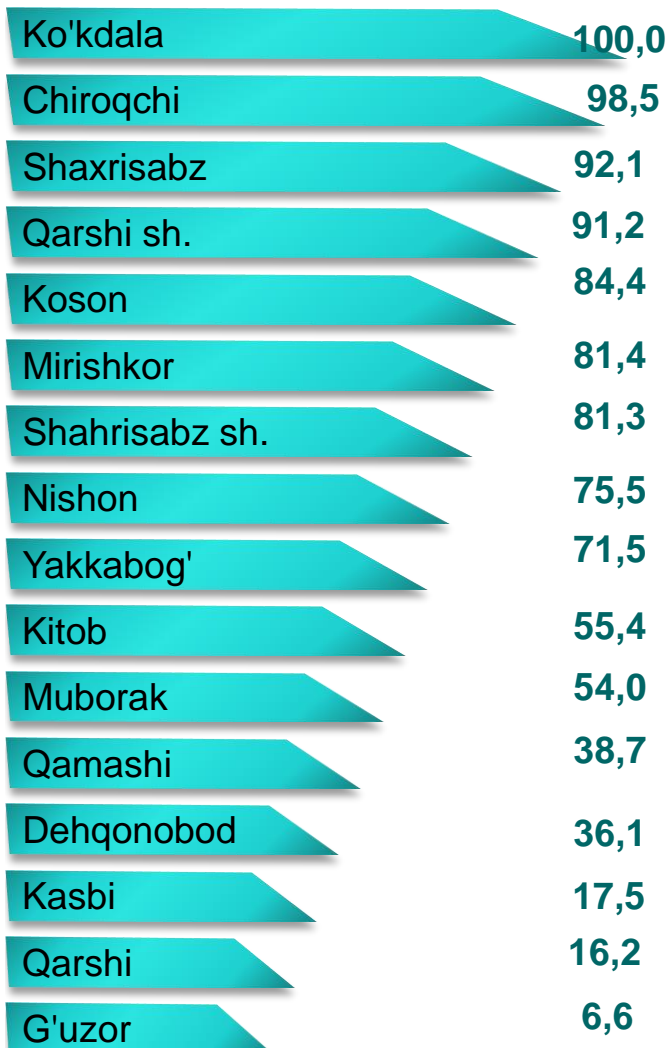 Ko'kdala 100,0
Chiroqchi 98,5
Shaxrisabz 92,1
Qarshi sh. 91,2
Koson 84,4
Mirishkor 81,4
Shahrisabz sh. 81,3
Nishon 75,5
Yakkabog' 71,5
Kitob 55,4
Muborak 54,0
Qamashi 38,7
Dehqonobod 36,1
Kasbi 17,5
Qarshi 16,2
G'uzor 6,6